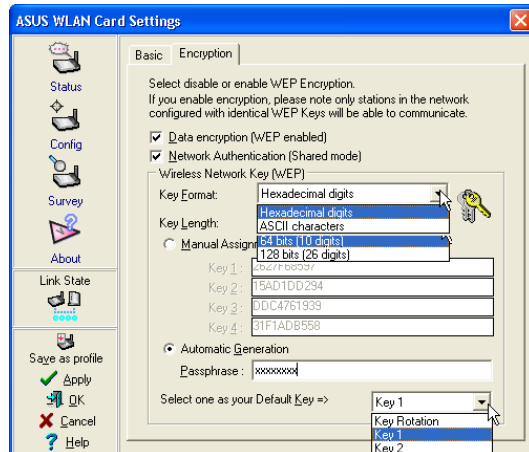 ASUS WLAN Card Settings
Status
Config
Survey
About
Link State
Save as profile
Apply
OK
Cancel
Help
Basic
Encryption
Select disable or enable WEP Encryption.
If you enable encryption, please note only stations in the network
configured with identical WEP Keys will be able to communicate.
Data encryption (WEP enabled)
Network Authentication (Shared mode)
Wireless Network Key (WEP)
Key Format: Hexadecimal digits
Hexadecimal digits
ASCII characters
Key Length:
64 bits (10 digits)
128 bits (26 digits)
Manual
Key 1 : 2627F68597
Key 2 : 15AD1DD294
Key 3 : DDC4761939
Key 4 : 31F1ADB558
Automatic Generation
Passphrase : xxxxxxxx
Select one as your Default Key => Key 1
Key Rotation
Key 1
Key 2